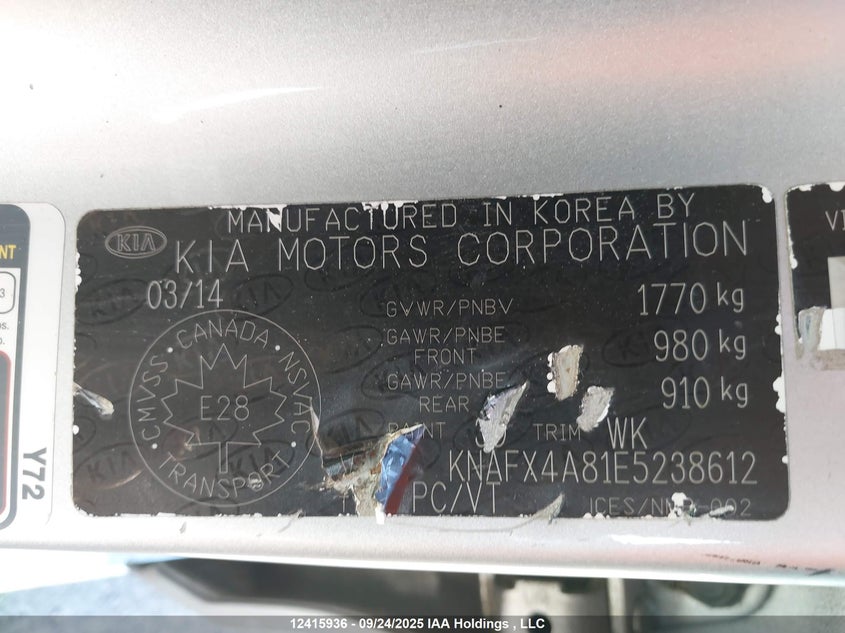 MANUFACTURED IN KOREA BY
KIA
KIA MOTORS CORPORATION
03/14
GVWR/PNBV 1770 kg
GAWR/PNBE FRONT 980 kg
GAWR/PNBE REAR 910 kg
CMVSS · CANADA · NSVAC
E28
TRANSPORT
PAINT TRIM WK
KNAFX4A81E5238612
PC/VT
Y72
12415936 - 09/24/2025 IAA Holdings , LLC